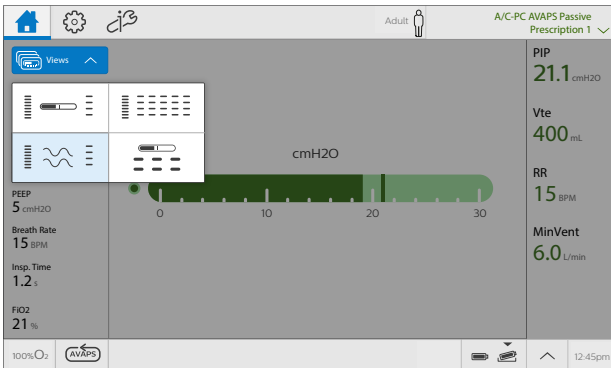 Adult
A/C-PC AVAPS Passive
Prescription 1
Views
PIP
21.1 cmH2O
Vte
400 mL
cmH2O
RR
15 BPM
PEEP
5 cmH2O
0 10 20 30
Breath Rate
15 BPM
MinVent
6.0 L/min
Insp. Time
1.2 s
FiO2
21 %
100%O2
AVAPS
12:45pm